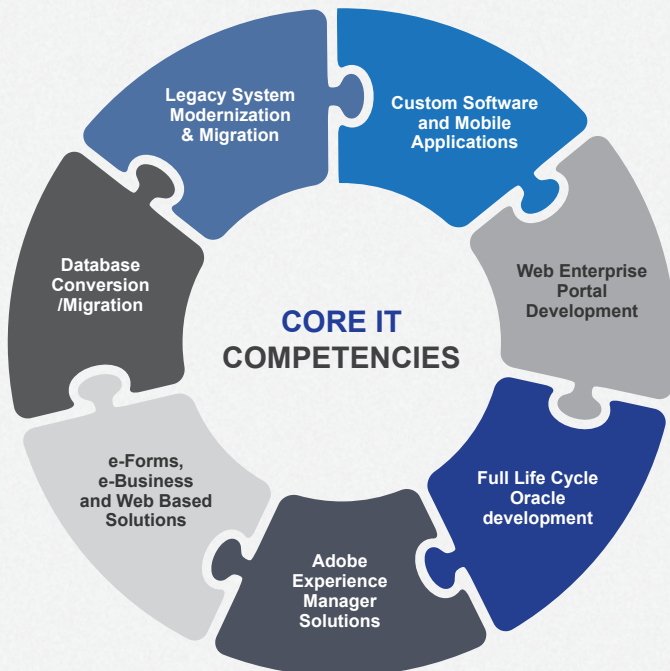 CORE IT
COMPETENCIES
Legacy System
Modernization
& Migration
Custom Software
and Mobile
Applications
Web Enterprise
Portal
Development
Full Life Cycle
Oracle
development
Adobe
Experience
Manager
Solutions
e-Forms,
e-Business
and Web Based
Solutions
Database
Conversion
/Migration